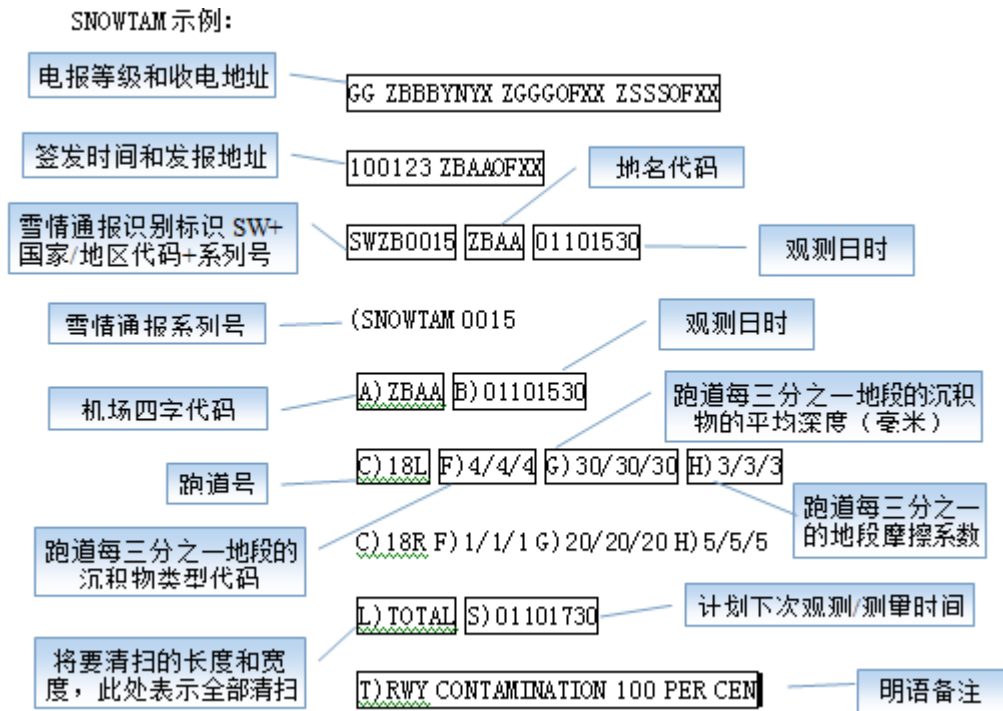 SNOWTAM 示例：
电报等级和收电地址
GG ZBBBYNYX ZGGGOFXX ZSSSOFXX
签发时间和发报地址
100123 ZBAAOFXX
地名代码
雪情通报识别标识 SW+
国家/地区代码+系列号
SWZB0015 ZBAA 01101530
观测日时
雪情通报系列号
(SNOWTAM 0015
观测日时
机场四字代码
A)ZBAA B)01101530
跑道每三分之一地段的沉积
物的平均深度（毫米）
跑道号
C)18L F)4/4/4 G)30/30/30 H)3/3/3
跑道每三分之一
的地段摩擦系数
跑道每三分之一地段的
沉积物类型代码
C)18R F)1/1/1 G)20/20/20 H)5/5/5
L)TOTAL S)01101730
计划下次观测/测量时间
将要清扫的长度和宽
度，此处表示全部清扫
T)RWY CONTAMINATION 100 PER CEN
明语备注